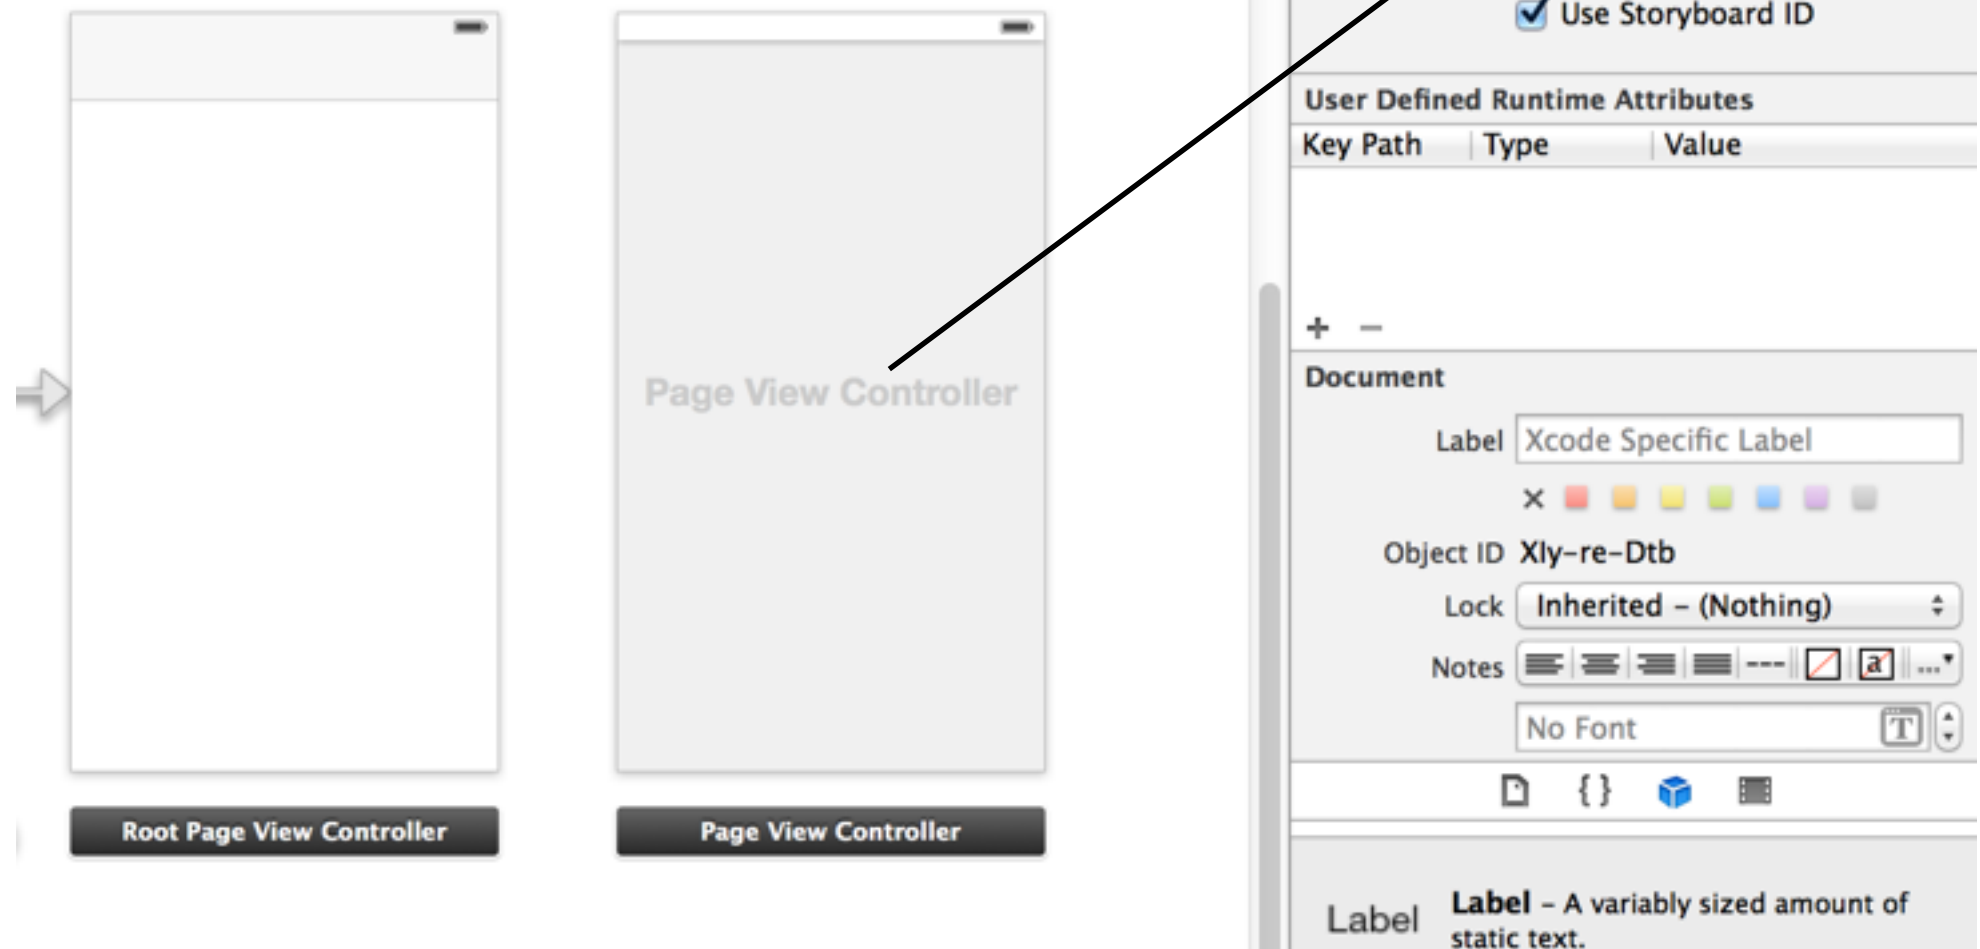 Use Storyboard ID
User Defined Runtime Attributes
Key Path Type Value
+ −
Page View Controller
Root Page View Controller
Page View Controller
Document
Label Xcode Specific Label
Object ID Xly-re-Dtb
Lock Inherited - (Nothing)
Notes a ...
No Font T
{ }
Label
Label - A variably sized amount of
static text.